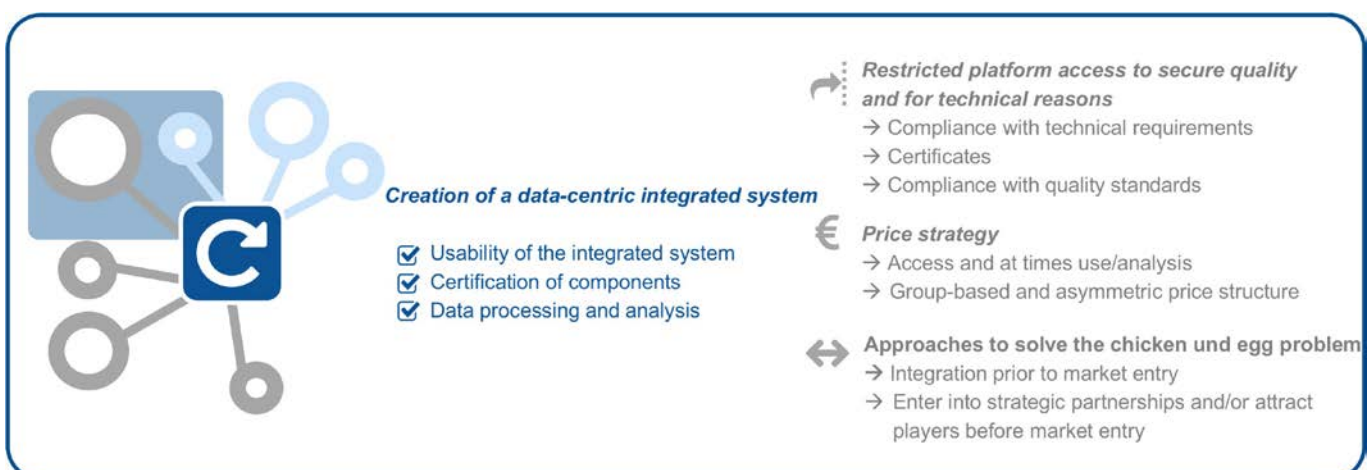 Creation of a data-centric integrated system
Usability of the integrated system
Certification of components
Data processing and analysis
Restricted platform access to secure quality
and for technical reasons
→ Compliance with technical requirements
→ Certificates
→ Compliance with quality standards
€ Price strategy
→ Access and at times use/analysis
→ Group-based and asymmetric price structure
Approaches to solve the chicken und egg problem
→ Integration prior to market entry
→ Enter into strategic partnerships and/or attract
players before market entry